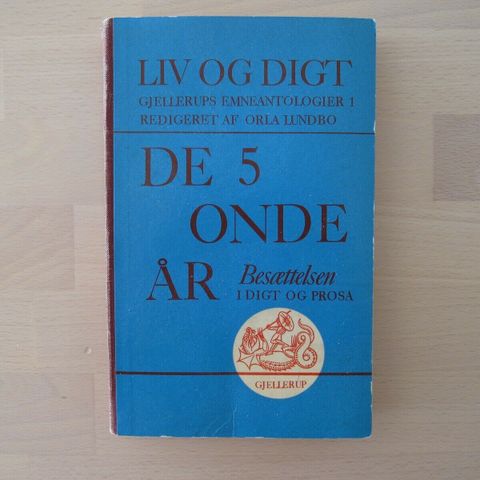 LIV OG DIGT
GJELLERUPS EMNEANTOLOGIER 1
REDIGERET AF ORLA LUNDBO
DE 5
ONDE
ÅR Besættelsen
I DIGT OG PROSA
GJELLERUP